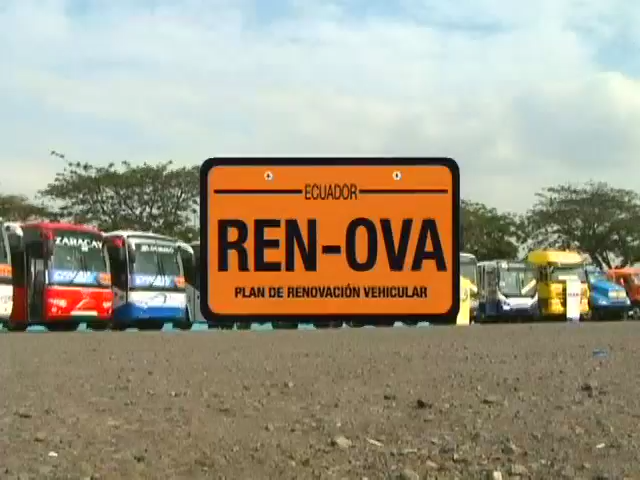 ECUADOR
REN-OVA
PLAN DE RENOVACIÓN VEHICULAR
ZARACAY